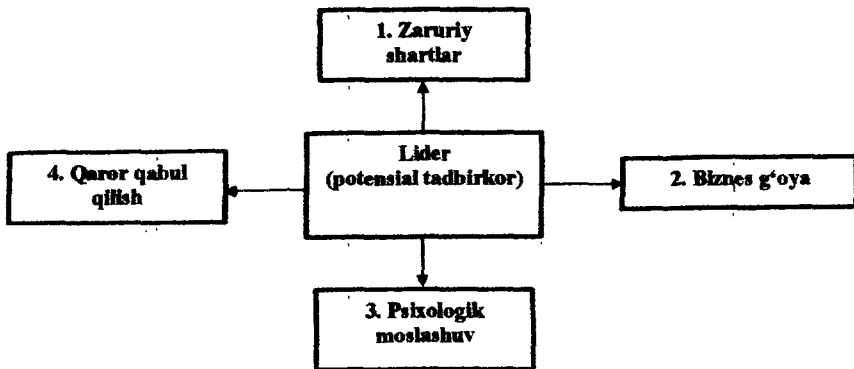 1. Zaruriy
shartlar
Lider
(potensial tadbirkor)
4. Qaror qabul
qilish
2. Biznes g‘oya
3. Psixologik
moslashuv